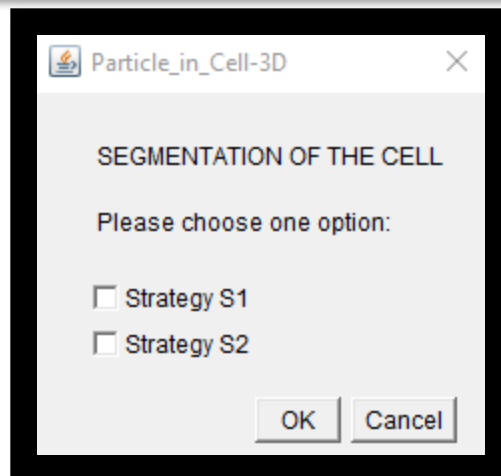 Particle_in_Cell-3D
SEGMENTATION OF THE CELL
Please choose one option:
Strategy S1
Strategy S2
OK Cancel